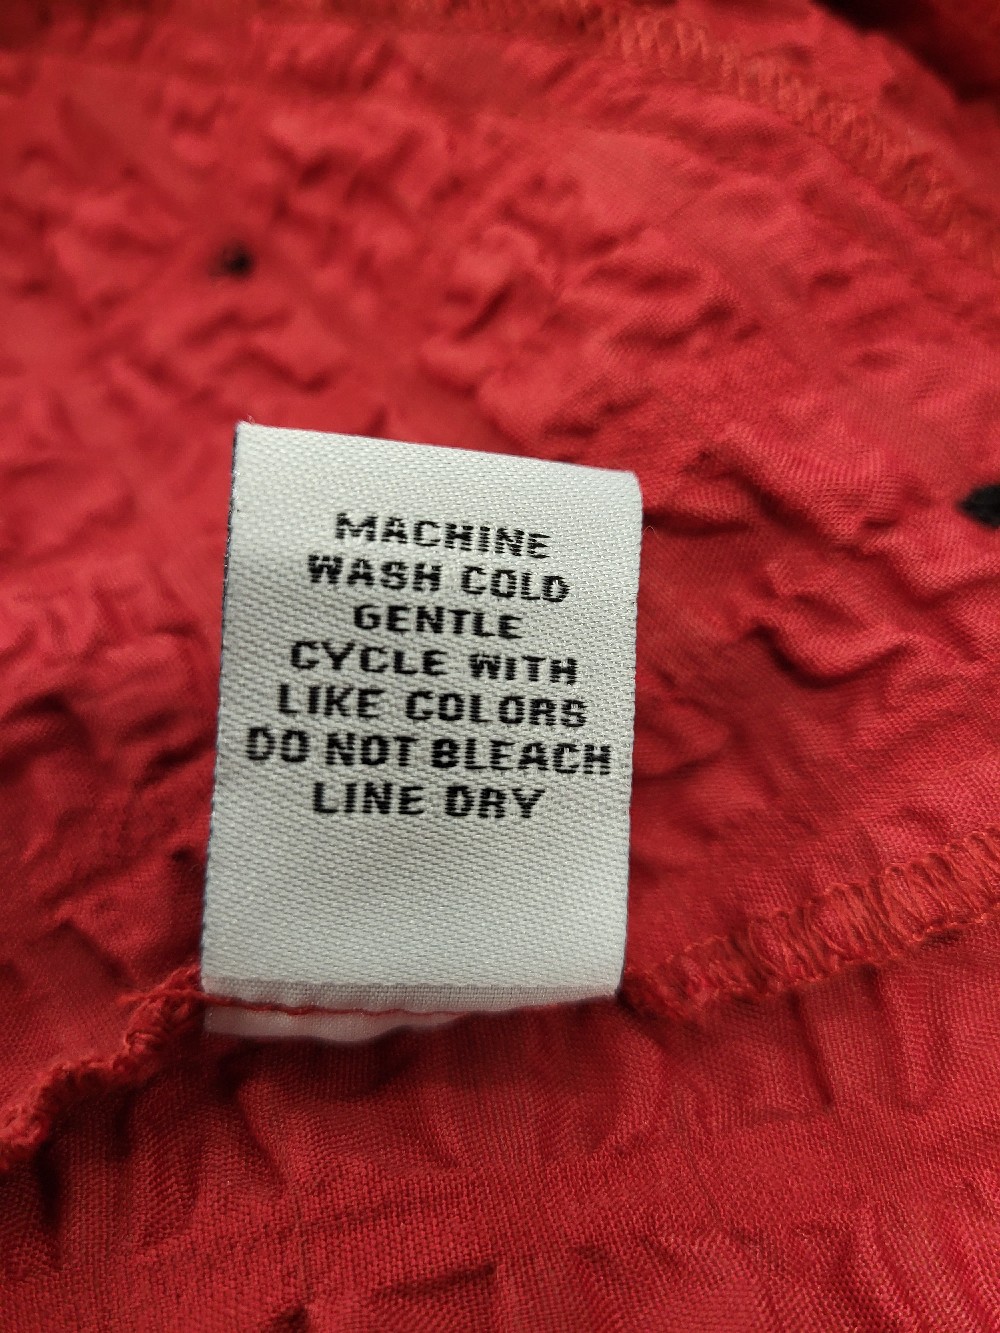 MACHINE
WASH COLD
GENTLE
CYCLE WITH
LIKE COLORS
DO NOT BLEACH
LINE DRY